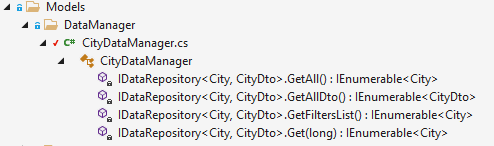 Models
DataManager
C# CityDataManager.cs
CityDataManager
IDataRepository<City, CityDto>.GetAll() : IEnumerable<City>
IDataRepository<City, CityDto>.GetAllDto() : IEnumerable<CityDto>
IDataRepository<City, CityDto>.GetFiltersList() : IEnumerable<City>
IDataRepository<City, CityDto>.Get(long) : IEnumerable<City>